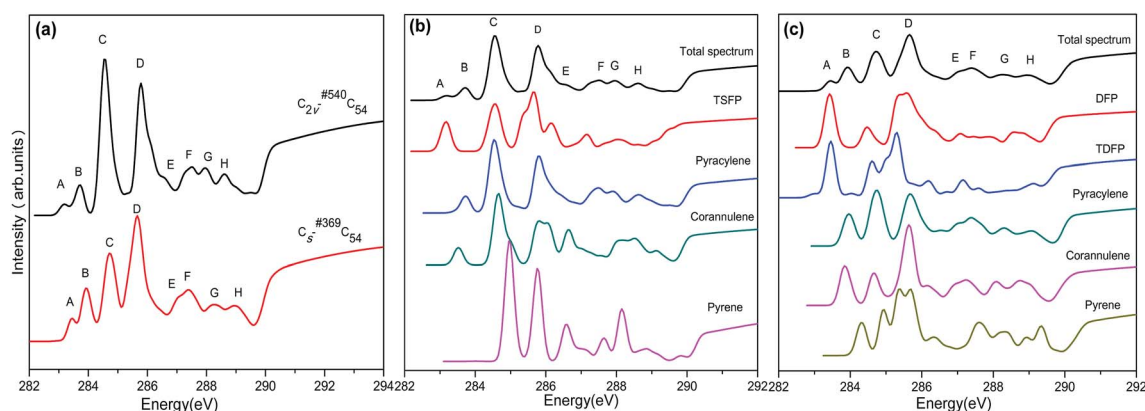 (a)
C
D
A
B
E
F
G
H
C2v-#540C54
D
C
B
A
E
F
G
H
Cs-#369C54
Intensity ( arb.units)
282 284 286 288 290 292 294
Energy(eV)
(b)
C
D
A
B
E
F
G
H
Total spectrum
TSFP
Pyracylene
Corannulene
Pyrene
282 284 286 288 290 292
Energy(eV)
(c)
D
C
B
A
E
F
G
H
Total spectrum
DFP
TDFP
Pyracylene
Corannulene
Pyrene
282 284 286 288 290 292
Energy(eV)